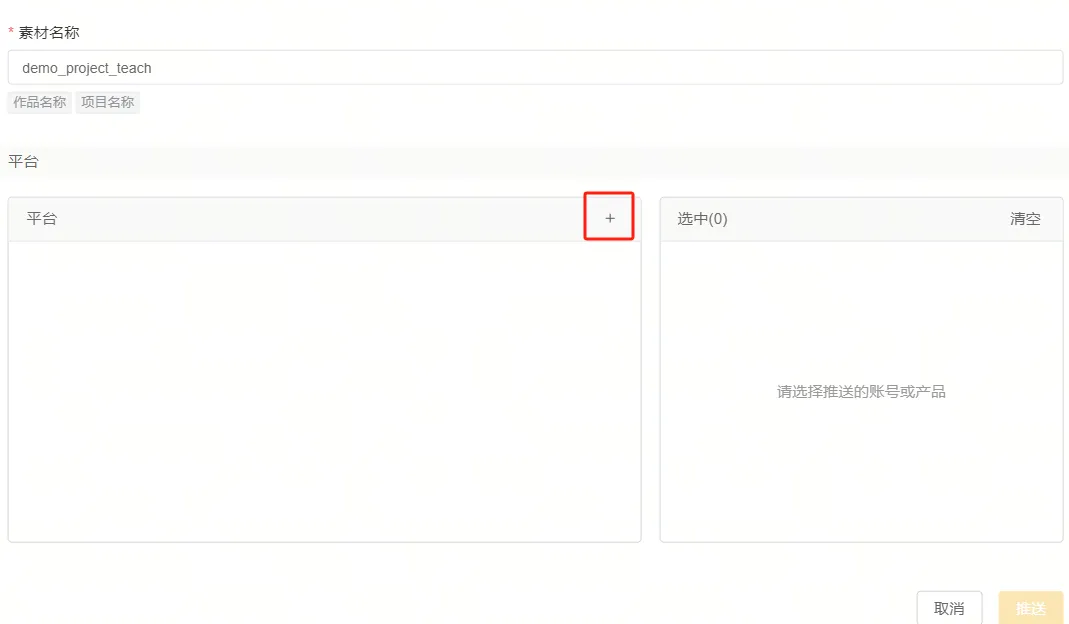 * 素材名称
demo_project_teach
作品名称 项目名称
平台
平台 +
选中(0) 清空
请选择推送的账号或产品
取消 推送